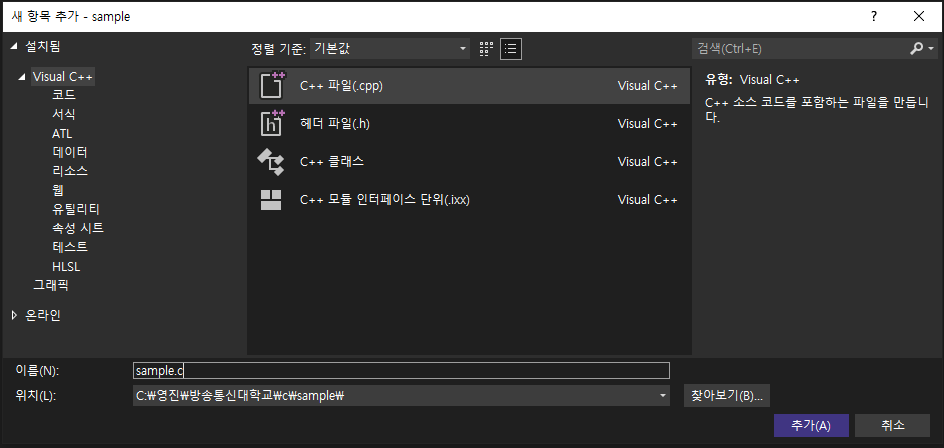 새 항목 추가 - sample
?
설치됨
정렬 기준: 기본값
검색(Ctrl+E)
Visual C++
코드
서식
ATL
데이터
리소스
웹
유틸리티
속성 시트
테스트
HLSL
그래픽
온라인
C++ 파일(.cpp) Visual C++
헤더 파일(.h) Visual C++
C++ 클래스 Visual C++
C++ 모듈 인터페이스 단위(.ixx) Visual C++
유형: Visual C++
C++ 소스 코드를 포함하는 파일을 만듭니
다.
이름(N): sample.c
위치(L): C:₩영진₩방송통신대학교₩c₩sample₩ 찾아보기(B)...
추가(A) 취소